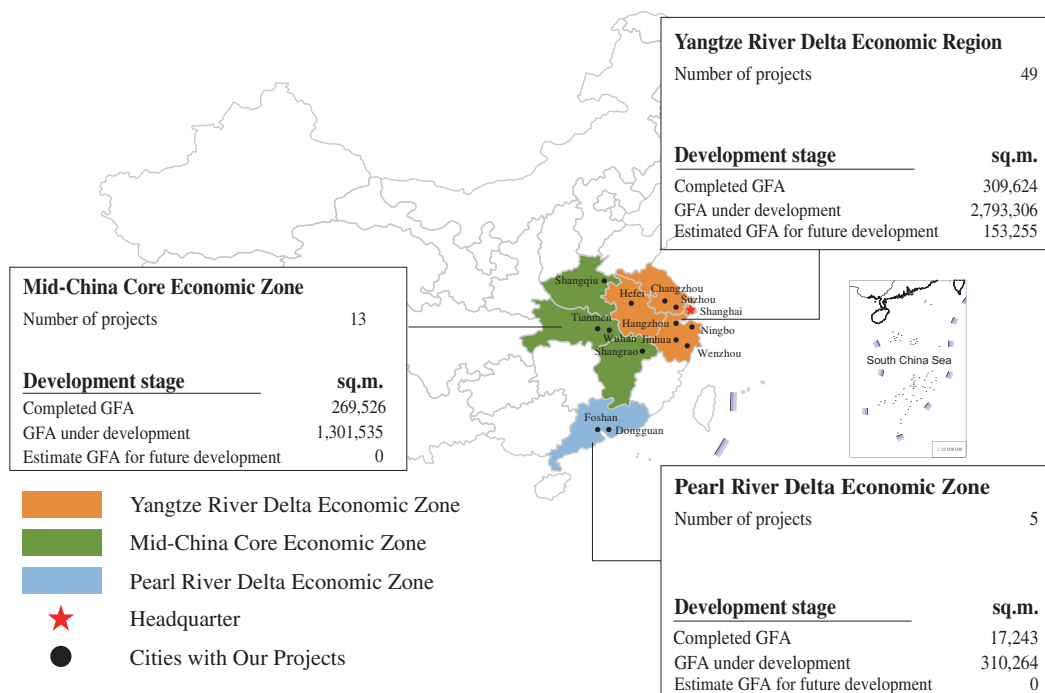 Yangtze River Delta Economic Region
Number of projects 49
Development stage sq.m.
Completed GFA 309,624
GFA under development 2,793,306
Estimated GFA for future development 153,255
Mid-China Core Economic Zone
Number of projects 13
Development stage sq.m.
Completed GFA 269,526
GFA under development 1,301,535
Estimate GFA for future development 0
Shangqiu
Hefei
Changzhou
Suzhou
Shanghai
Tianmen
Wuhan
Hangzhou
Ningbo
Jinhua
Shangrao
Wenzhou
Foshan
Dongguan
South China Sea
Pearl River Delta Economic Zone
Number of projects 5
Development stage sq.m.
Completed GFA 17,243
GFA under development 310,264
Estimate GFA for future development 0
Yangtze River Delta Economic Zone
Mid-China Core Economic Zone
Pearl River Delta Economic Zone
Headquarter
Cities with Our Projects